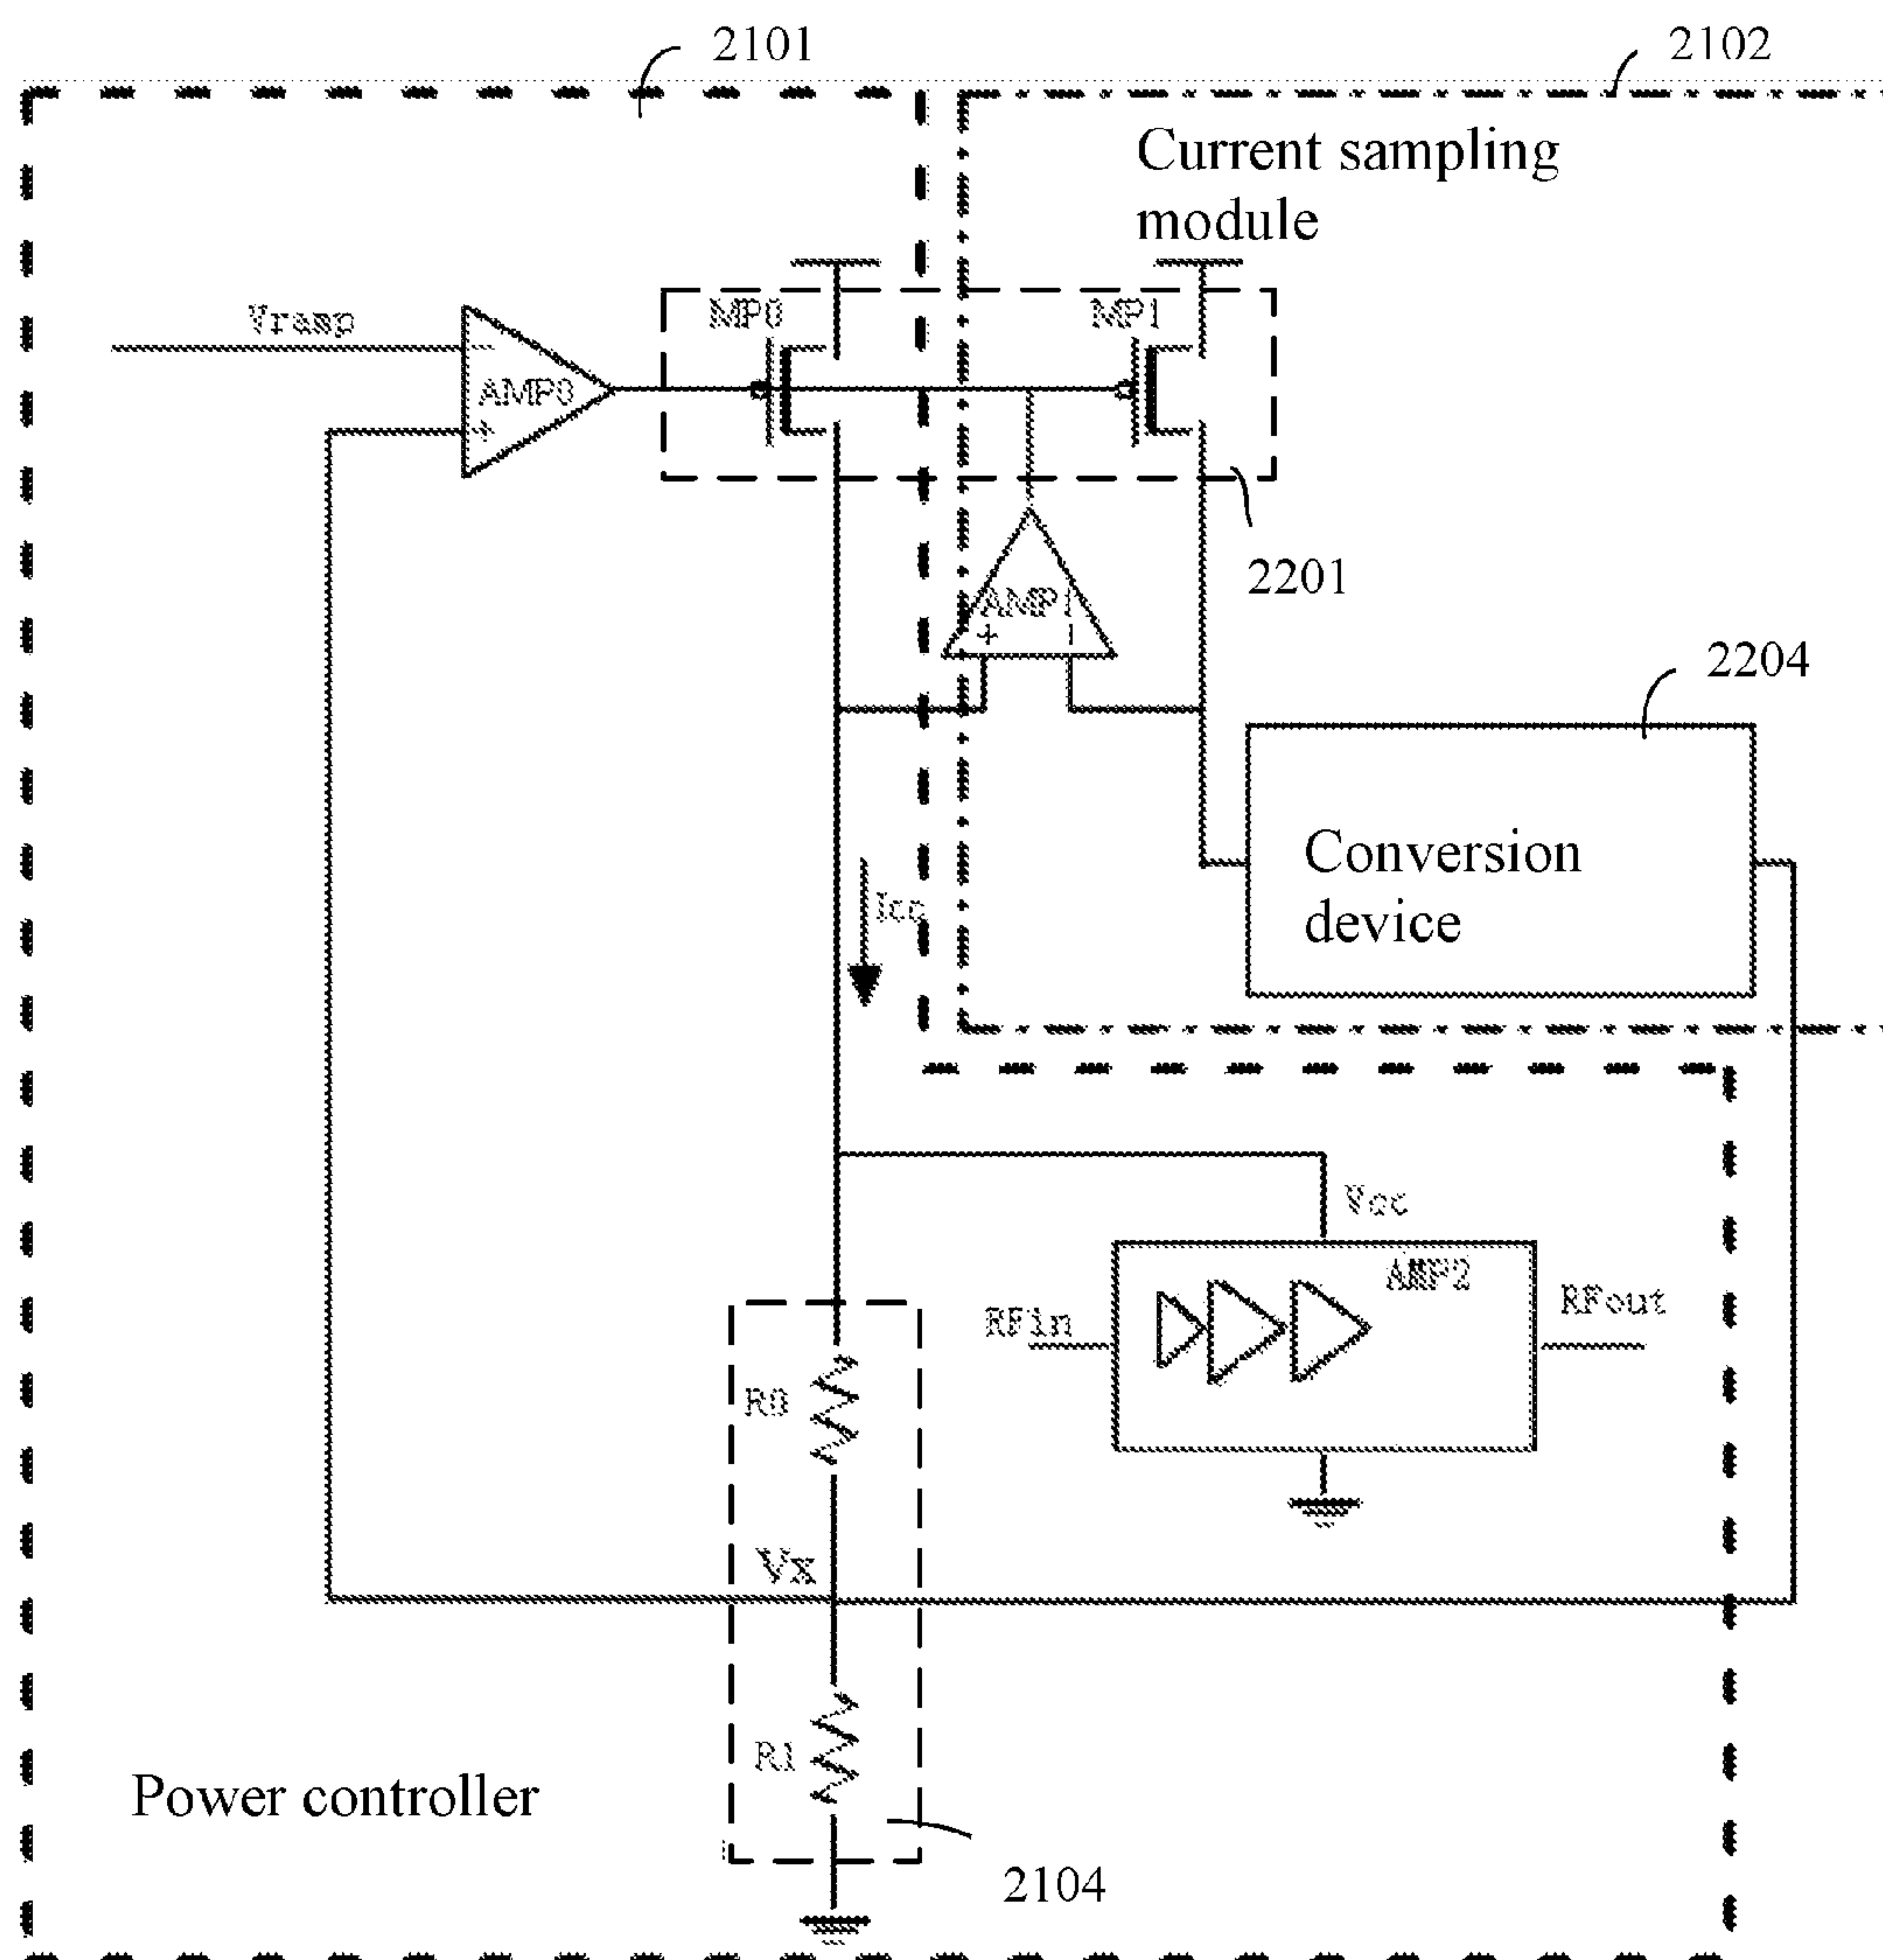 2101
2102
Current sampling
module
Vramp
MP0
MP1
−
AMP0
+
2201
AMP1
+ −
2204
Conversion
device
Icc
Vcc
AMP2
RFin
RFout
R0
Vx
R1
Power controller
2104